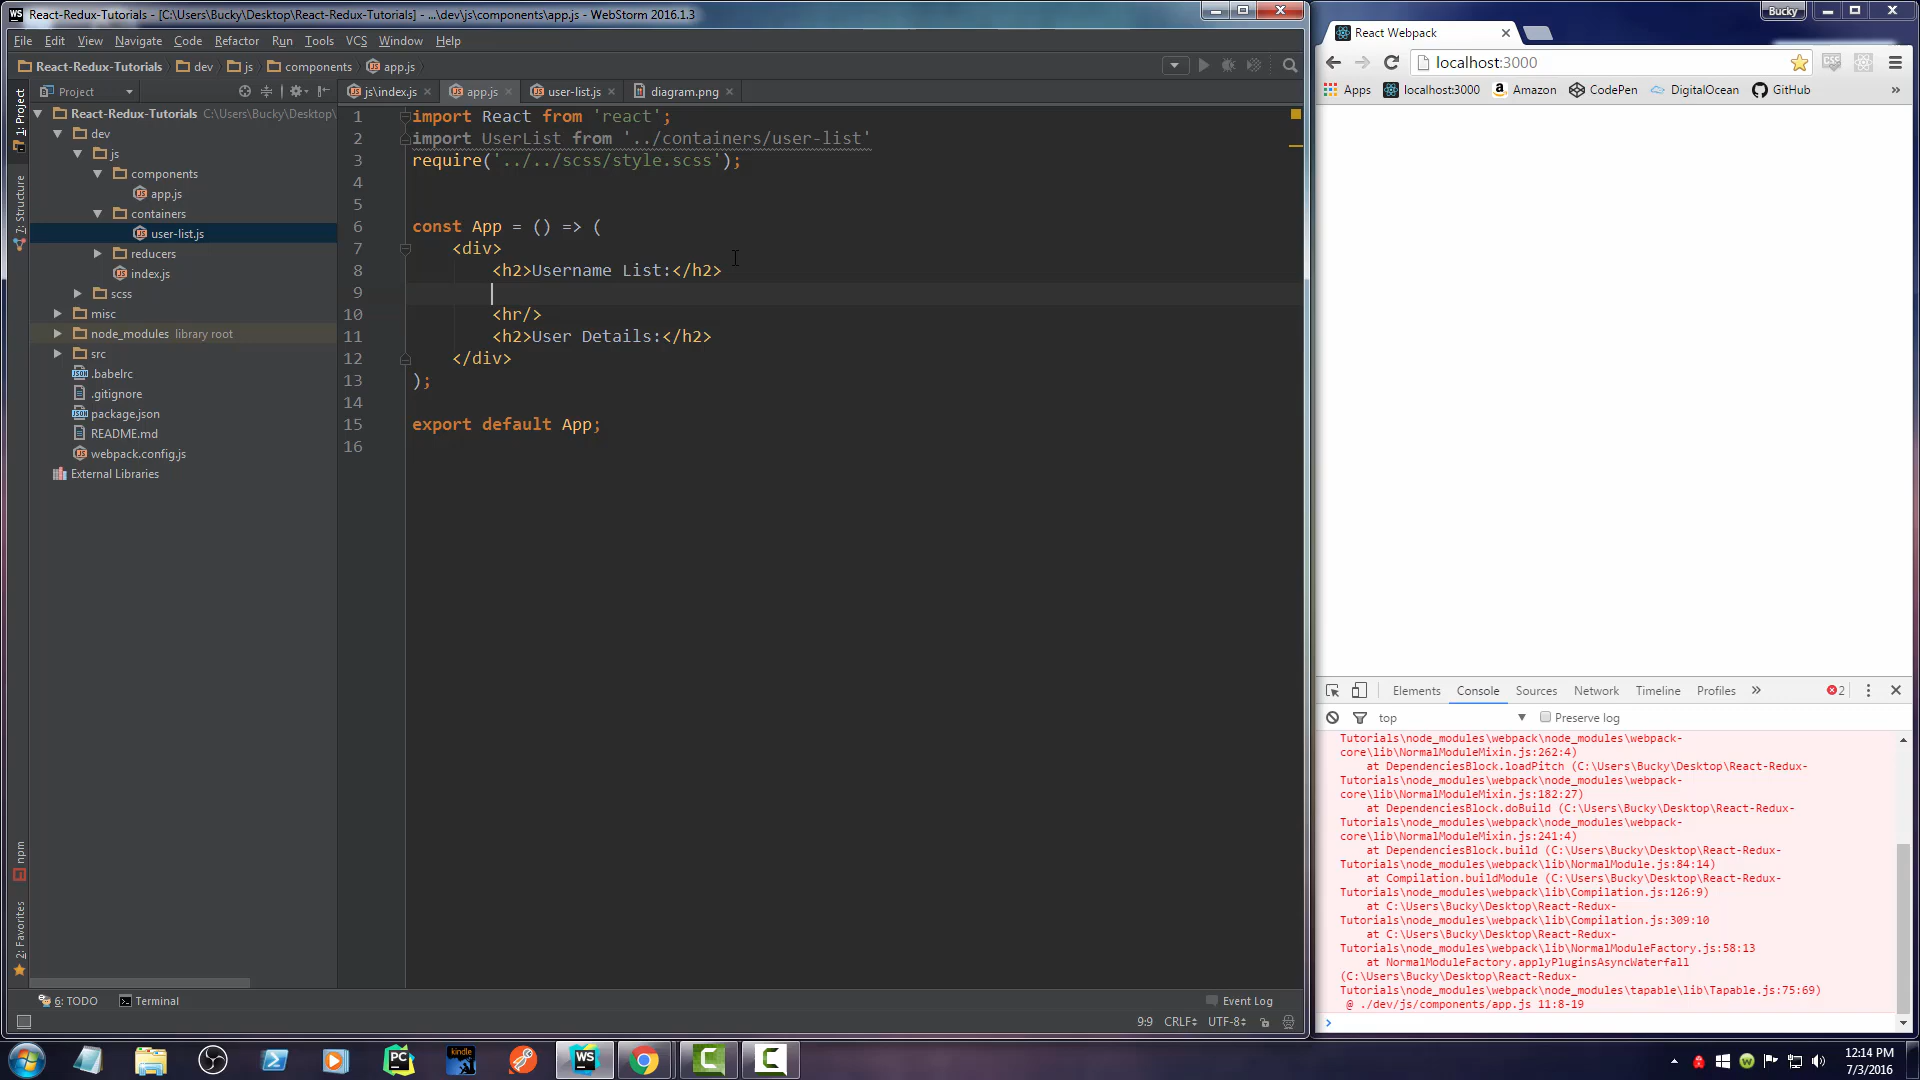 React-Redux-Tutorials - [C:\Users\Bucky\Desktop\React-Redux-Tutorials] - ...\dev\js\components\app.js - WebStorm 2016.1.3
File Edit View Navigate Code Refactor Run Tools VCS Window Help
React-Redux-Tutorials dev js components app.js
Project
js\index.js app.js user-list.js diagram.png
1: Project
7: Structure
npm
2: Favorites
React-Redux-Tutorials C:\Users\Bucky\Desktop\
dev
js
components
app.js
containers
user-list.js
reducers
index.js
scss
misc
node_modules library root
src
.babelrc
.gitignore
package.json
README.md
webpack.config.js
External Libraries
1 import React from 'react';
2 import UserList from '../containers/user-list'
3 require('../../scss/style.scss');
4
5
6 const App = () => (
7 <div>
8 <h2>Username List:</h2>
9
10 <hr/>
11 <h2>User Details:</h2>
12 </div>
13 );
14
15 export default App;
16
6: TODO Terminal Event Log
9:9 CRLF UTF-8
Bucky
React Webpack
localhost:3000
Apps localhost:3000 Amazon CodePen DigitalOcean GitHub »
Elements Console Sources Network Timeline Profiles » 2
top Preserve log
Tutorials\node_modules\webpack\node_modules\webpack-
core\lib\NormalModuleMixin.js:262:4)
at DependenciesBlock.loadPitch (C:\Users\Bucky\Desktop\React-Redux-
Tutorials\node_modules\webpack\node_modules\webpack-
core\lib\NormalModuleMixin.js:182:27)
at DependenciesBlock.doBuild (C:\Users\Bucky\Desktop\React-Redux-
Tutorials\node_modules\webpack\node_modules\webpack-
core\lib\NormalModuleMixin.js:241:4)
at DependenciesBlock.build (C:\Users\Bucky\Desktop\React-Redux-
Tutorials\node_modules\webpack\lib\NormalModule.js:84:14)
at Compilation.buildModule (C:\Users\Bucky\Desktop\React-Redux-
Tutorials\node_modules\webpack\lib\Compilation.js:126:9)
at C:\Users\Bucky\Desktop\React-Redux-
Tutorials\node_modules\webpack\lib\Compilation.js:309:10
at C:\Users\Bucky\Desktop\React-Redux-
Tutorials\node_modules\webpack\lib\NormalModuleFactory.js:58:13
at NormalModuleFactory.applyPluginsAsyncWaterfall
(C:\Users\Bucky\Desktop\React-Redux-
Tutorials\node_modules\webpack\node_modules\tapable\lib\Tapable.js:75:69)
@ ./dev/js/components/app.js 11:8-19
PC kindle WS
12:14 PM
7/3/2016